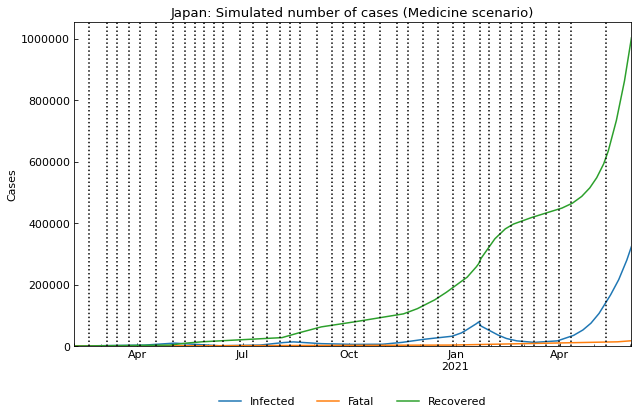 Japan: Simulated number of cases (Medicine scenario)
1000000
800000
600000
400000
200000
0
Cases
Apr
Jul
Oct
Jan
2021
Apr
Infected
Fatal
Recovered